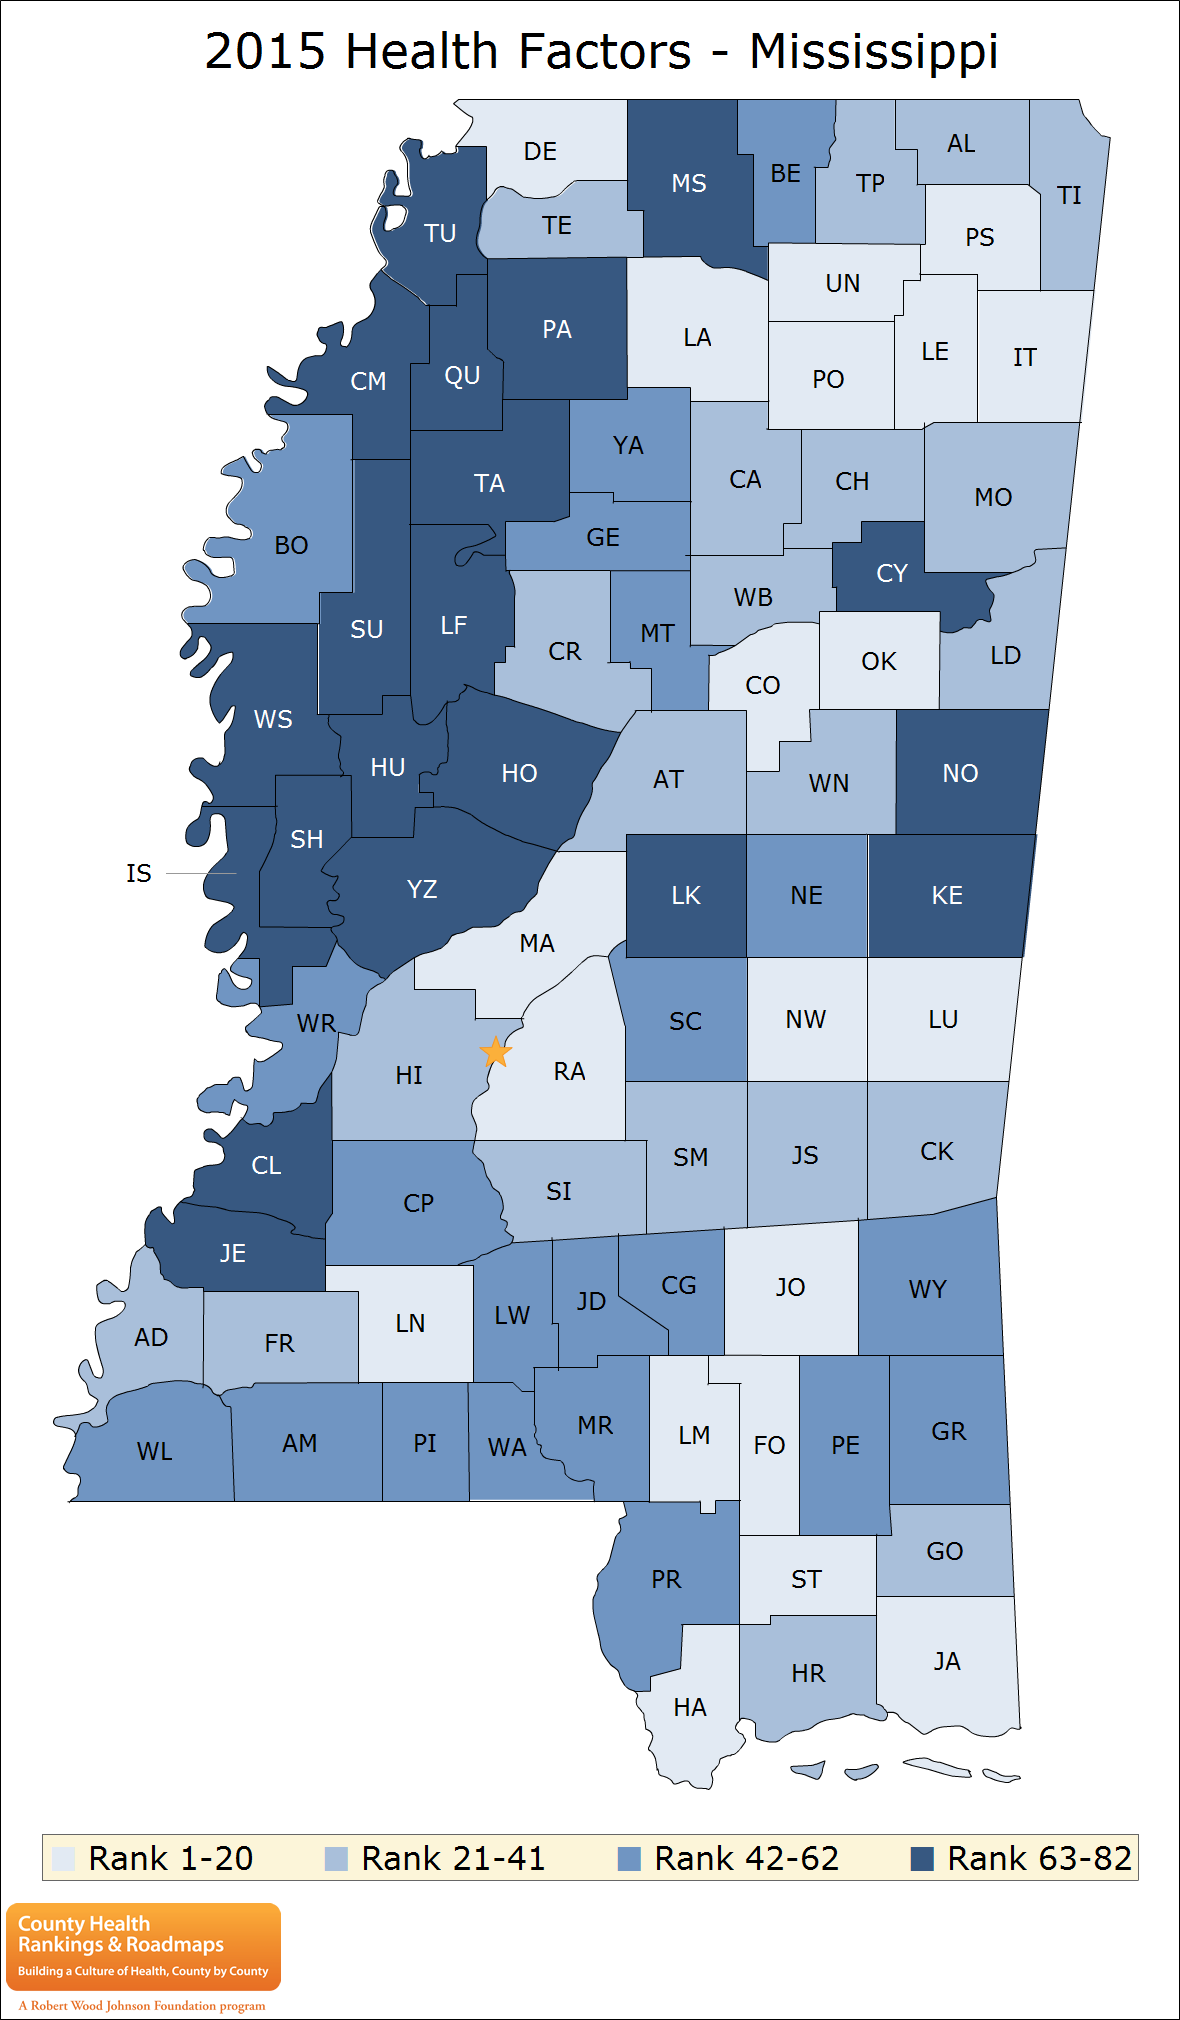 2015 Health Factors - Mississippi
DE
MS
BE
TP
AL
TI
TU
TE
PS
UN
PA
LA
LE
IT
CM
QU
PO
YA
TA
CA
CH
MO
BO
GE
CY
WB
SU
LF
MT
CR
OK
LD
CO
WS
HU
HO
AT
WN
NO
SH
IS
YZ
LK
NE
KE
MA
WR
SC
NW
LU
HI
RA
CL
CP
SI
SM
JS
CK
JE
AD
FR
LN
LW
JD
CG
JO
WY
WL
AM
PI
WA
MR
LM
FO
PE
GR
PR
ST
GO
HA
HR
JA
Rank 1-20 Rank 21-41 Rank 42-62 Rank 63-82
County Health
Rankings & Roadmaps
Building a Culture of Health, County by County
A Robert Wood Johnson Foundation program